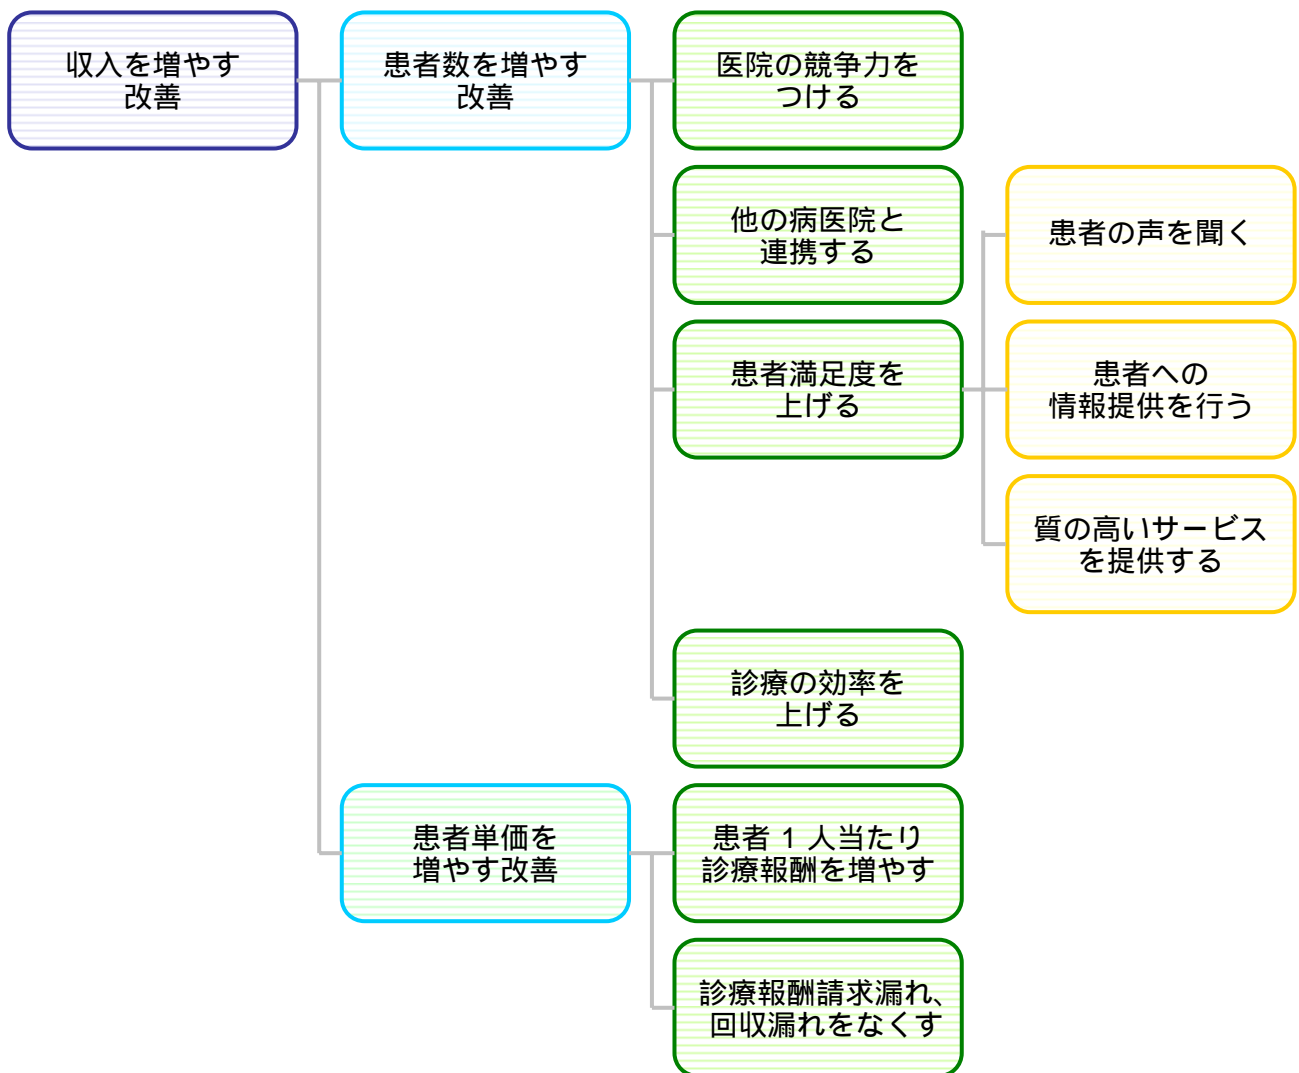 収入を増やす
改善
患者数を増やす
改善
医院の競争力を
つける
他の病医院と
連携する
患者の声を聞く
患者満足度を
上げる
患者への
情報提供を行う
質の高いサービス
を提供する
診療の効率を
上げる
患者単価を
増やす改善
患者 1 人当たり
診療報酬を増やす
診療報酬請求漏れ、
回収漏れをなくす